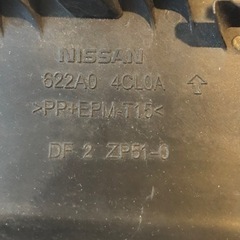 NISSAN
622A0 4CL0A ↑
>PP+EPM-T15<
DF 2 ZP51-0